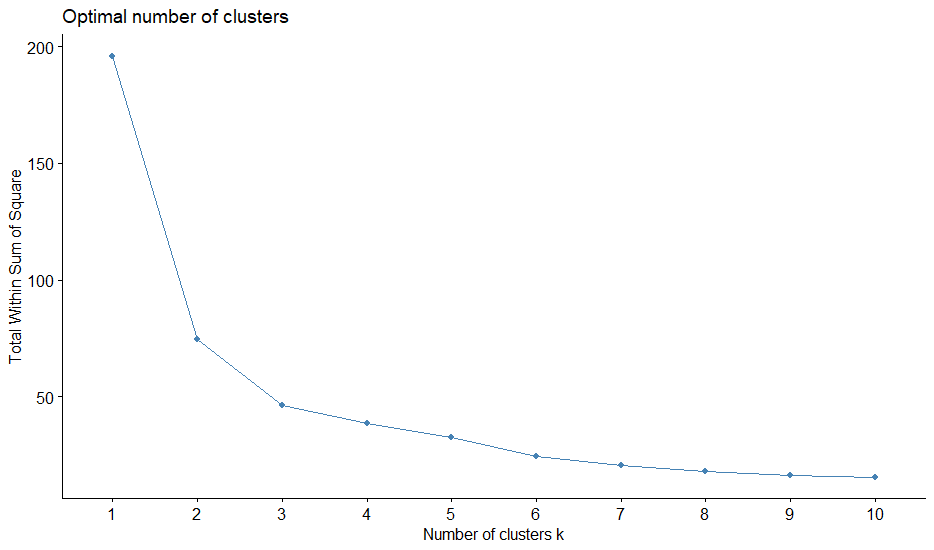 Optimal number of clusters
200
150
100
50
Total Within Sum of Square
1 2 3 4 5 6 7 8 9 10
Number of clusters k